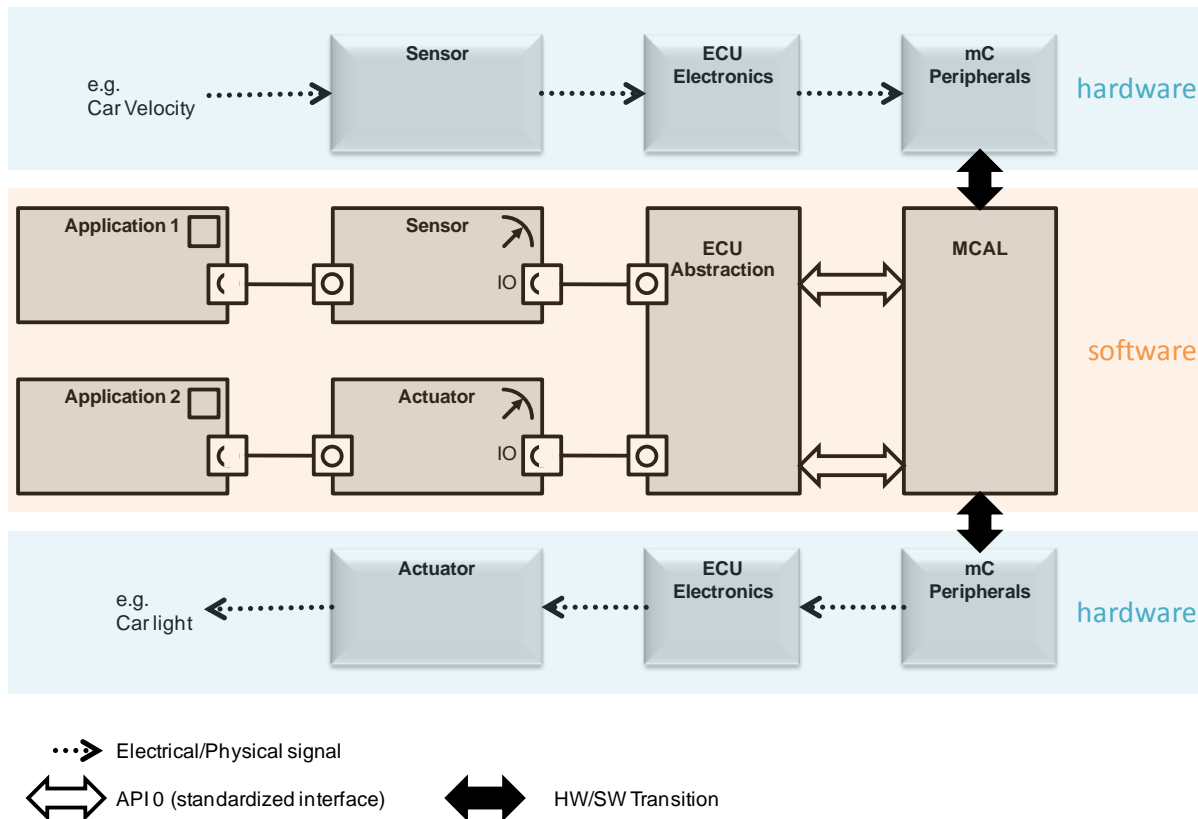 Sensor
ECU
Electronics
mC
Peripherals
hardware
e.g.
Car Velocity
Application 1
Sensor
IO
ECU
Abstraction
MCAL
software
Application 2
Actuator
IO
Actuator
ECU
Electronics
mC
Peripherals
hardware
e.g.
Car light
Electrical/Physical signal
API 0 (standardized interface)
HW/SW Transition